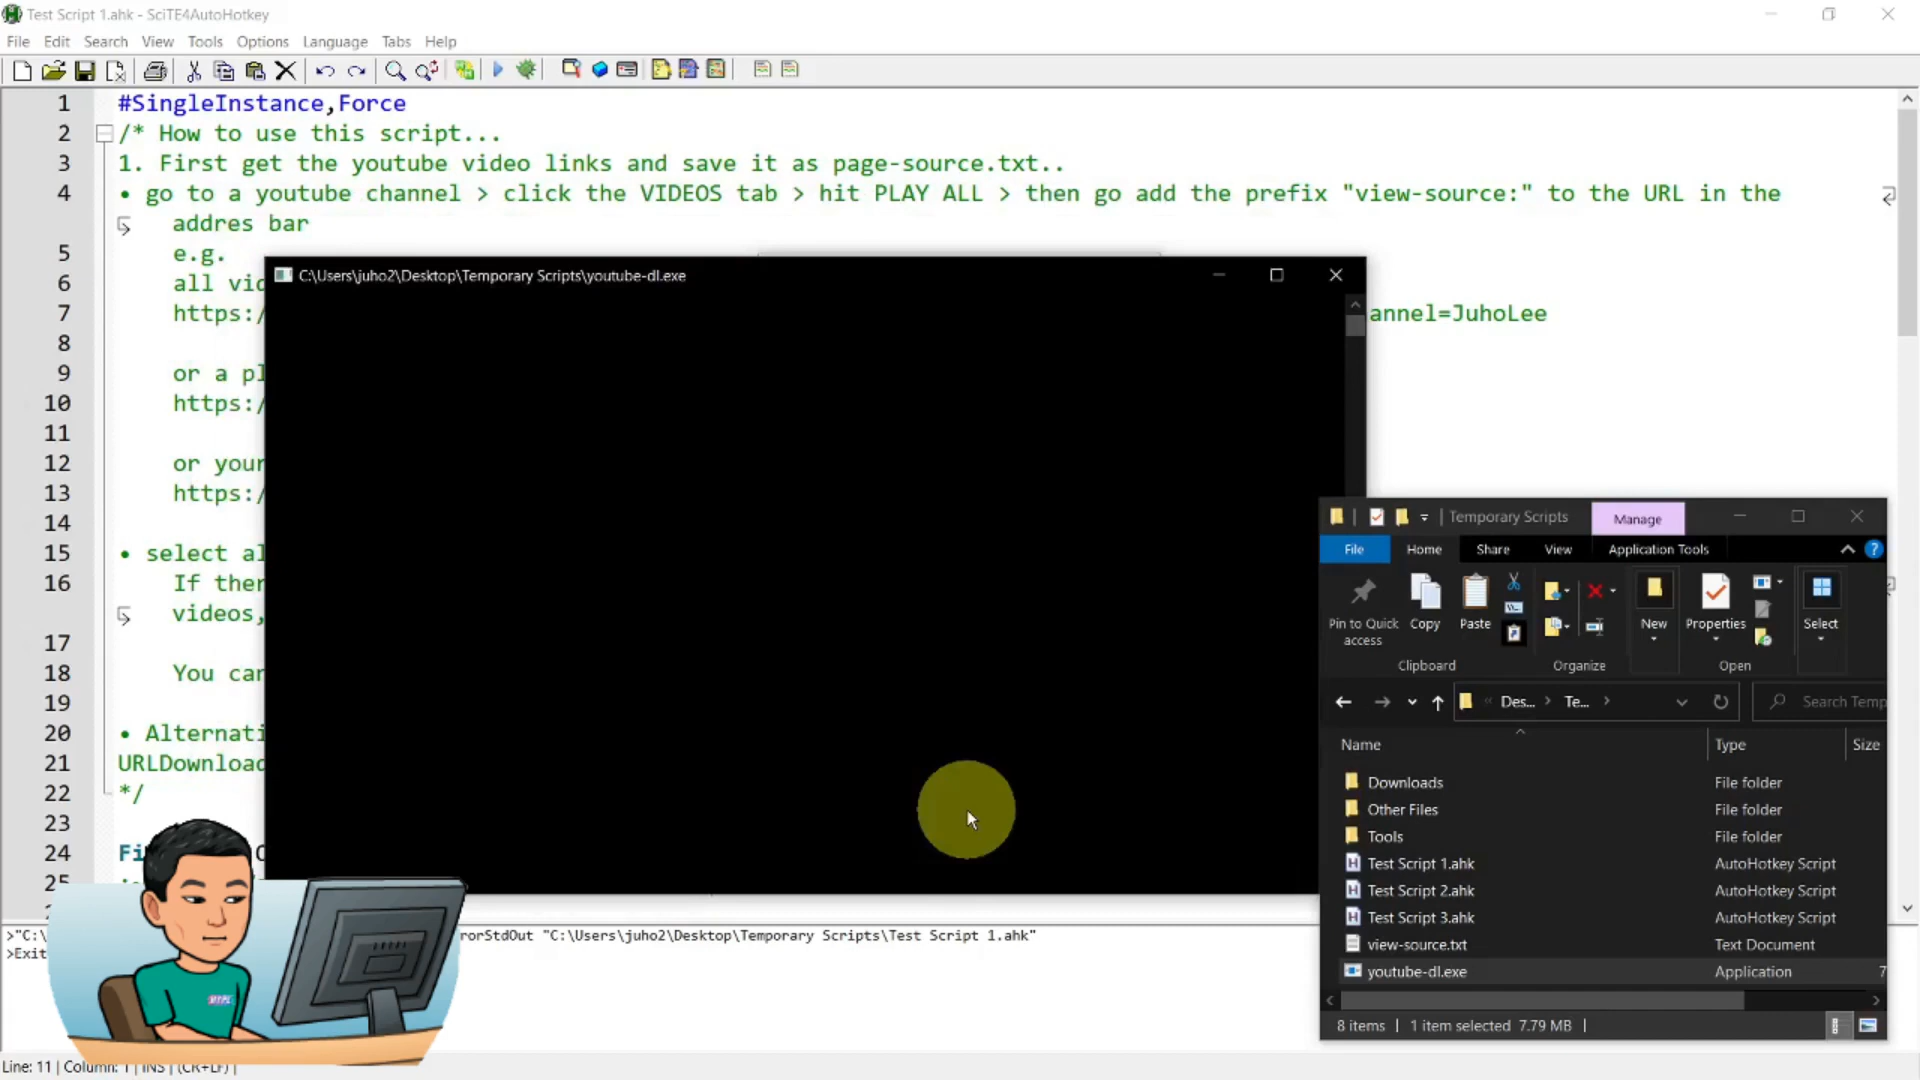 Test Script 1.ahk - SciTE4AutoHotkey
File Edit Search View Tools Options Language Tabs Help
1 #SingleInstance,Force
2 /* How to use this script...
3 1. First get the youtube video links and save it as page-source.txt..
4 • go to a youtube channel > click the VIDEOS tab > hit PLAY ALL > then go add the prefix "view-source:" to the URL in the
addres bar
5 e.g.
6 all vid
7 https:/ annel=JuhoLee
8
9 or a pl
10 https:/
11
12 or your
13 https:/
14
15 • select al
16 If ther
videos,
17
18 You can
19
20 • Alternati
21 URLDownload
22 */
23
24 Fi
25
C:\Users\juho2\Desktop\Temporary Scripts\youtube-dl.exe
Temporary Scripts Manage
File Home Share View Application Tools
Pin to Quick access
Copy
Paste
New
Properties
Select
Clipboard Organize Open
Des... Te... Search Temp
Name Type Size
Downloads File folder
Other Files File folder
Tools File folder
Test Script 1.ahk AutoHotkey Script
Test Script 2.ahk AutoHotkey Script
Test Script 3.ahk AutoHotkey Script
view-source.txt Text Document
youtube-dl.exe Application 7
8 items 1 item selected 7.79 MB
>"C:\ rorStdOut "C:\Users\juho2\Desktop\Temporary Scripts\Test Script 1.ahk"
>Exit
Line: 11 | Column: 1 | INS | (CR+LF) |